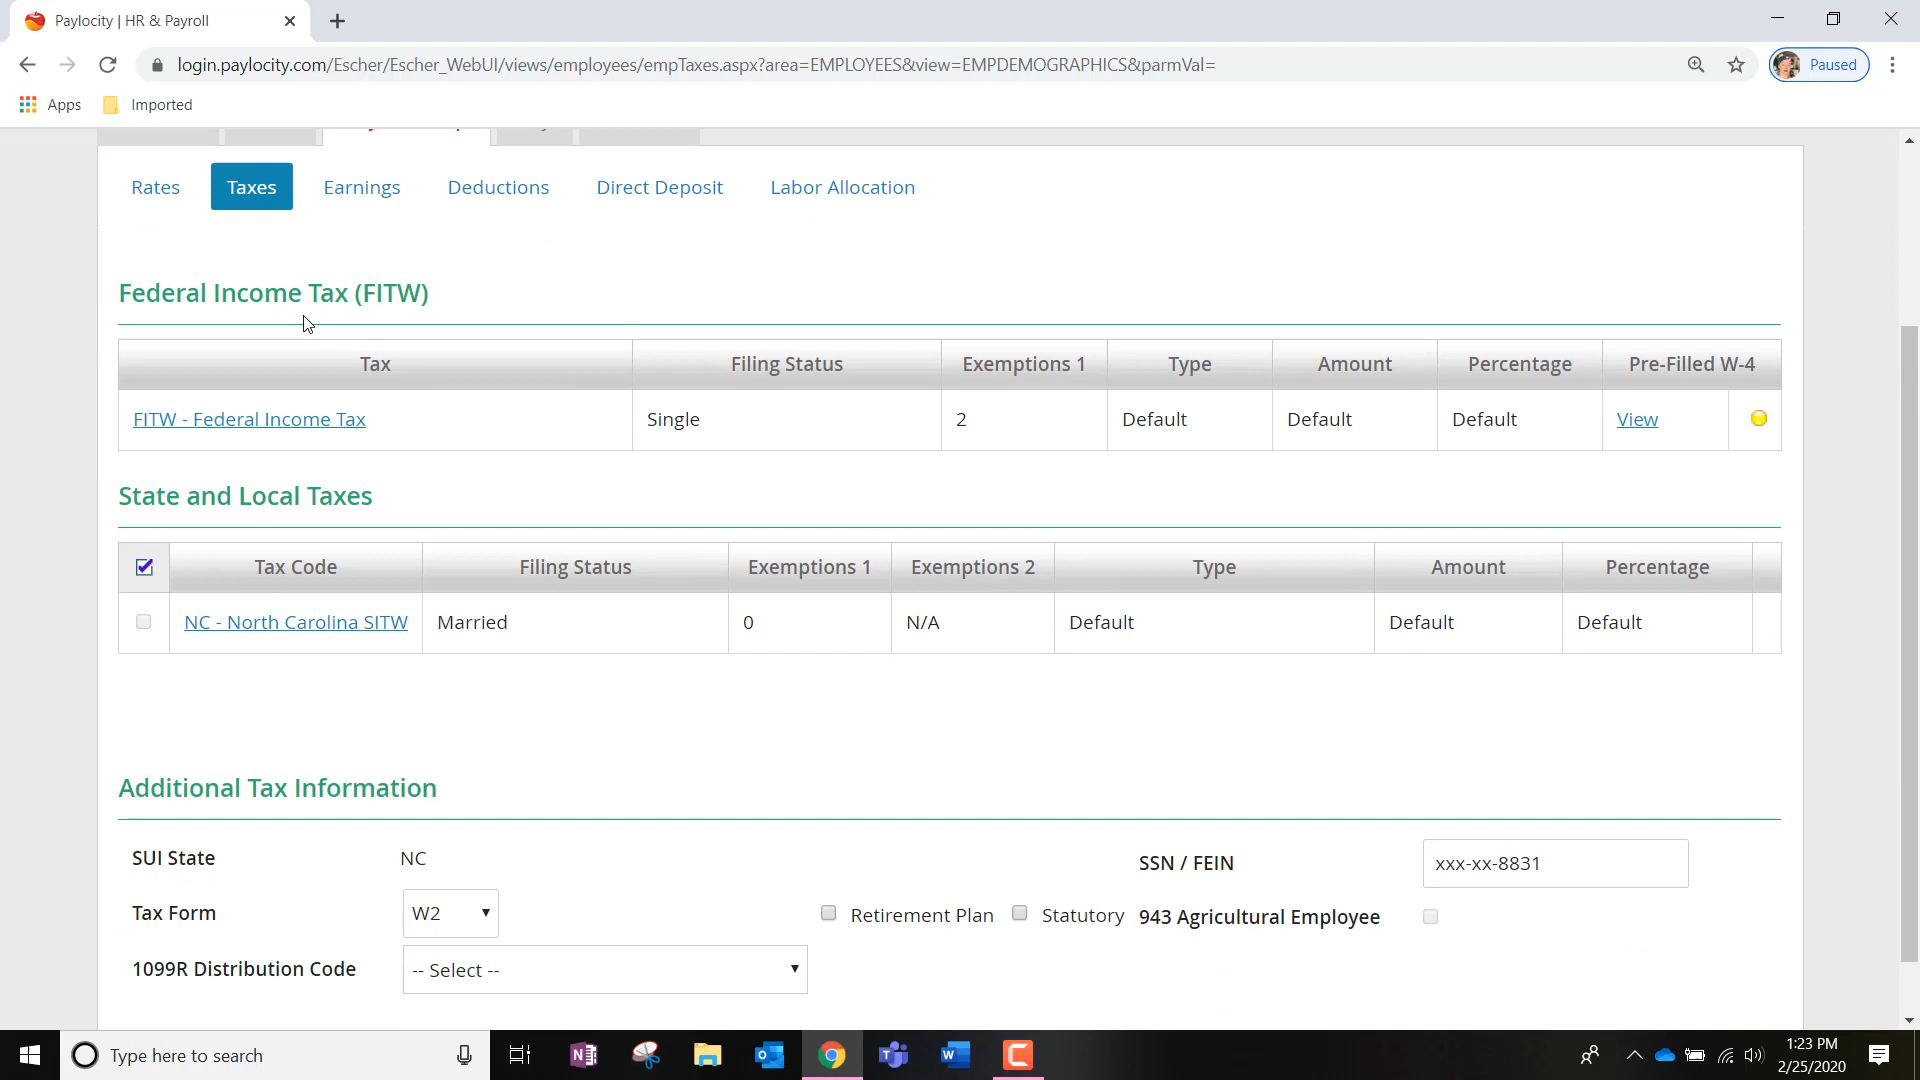 Paylocity | HR & Payroll
login.paylocity.com/Escher/Escher_WebUI/views/employees/empTaxes.aspx?area=EMPLOYEES&view=EMPDEMOGRAPHICS&parmVal=
Paused
Apps Imported
Rates Taxes Earnings Deductions Direct Deposit Labor Allocation
Federal Income Tax (FITW)
Tax Filing Status Exemptions 1 Type Amount Percentage Pre-Filled W-4
FITW - Federal Income Tax Single 2 Default Default Default View
State and Local Taxes
Tax Code Filing Status Exemptions 1 Exemptions 2 Type Amount Percentage
NC - North Carolina SITW Married 0 N/A Default Default Default
Additional Tax Information
SUI State NC SSN / FEIN xxx-xx-8831
Tax Form W2 Retirement Plan Statutory 943 Agricultural Employee
1099R Distribution Code -- Select --
Type here to search
1:23 PM
2/25/2020